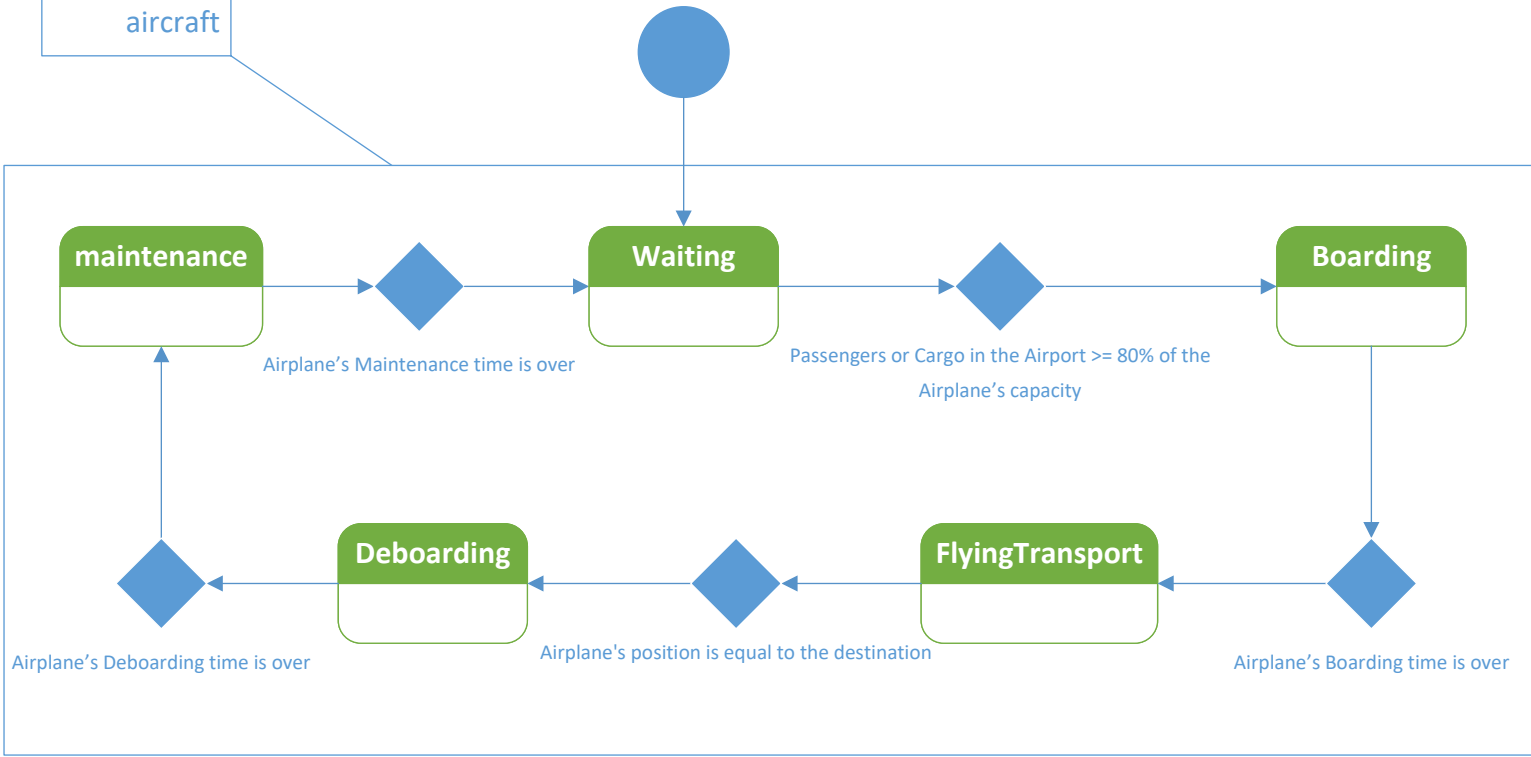 aircraft
maintenance
Waiting
Boarding
Airplane’s Maintenance time is over
Passengers or Cargo in the Airport >= 80% of the
Airplane’s capacity
Deboarding
FlyingTransport
Airplane’s Deboarding time is over
Airplane's position is equal to the destination
Airplane’s Boarding time is over